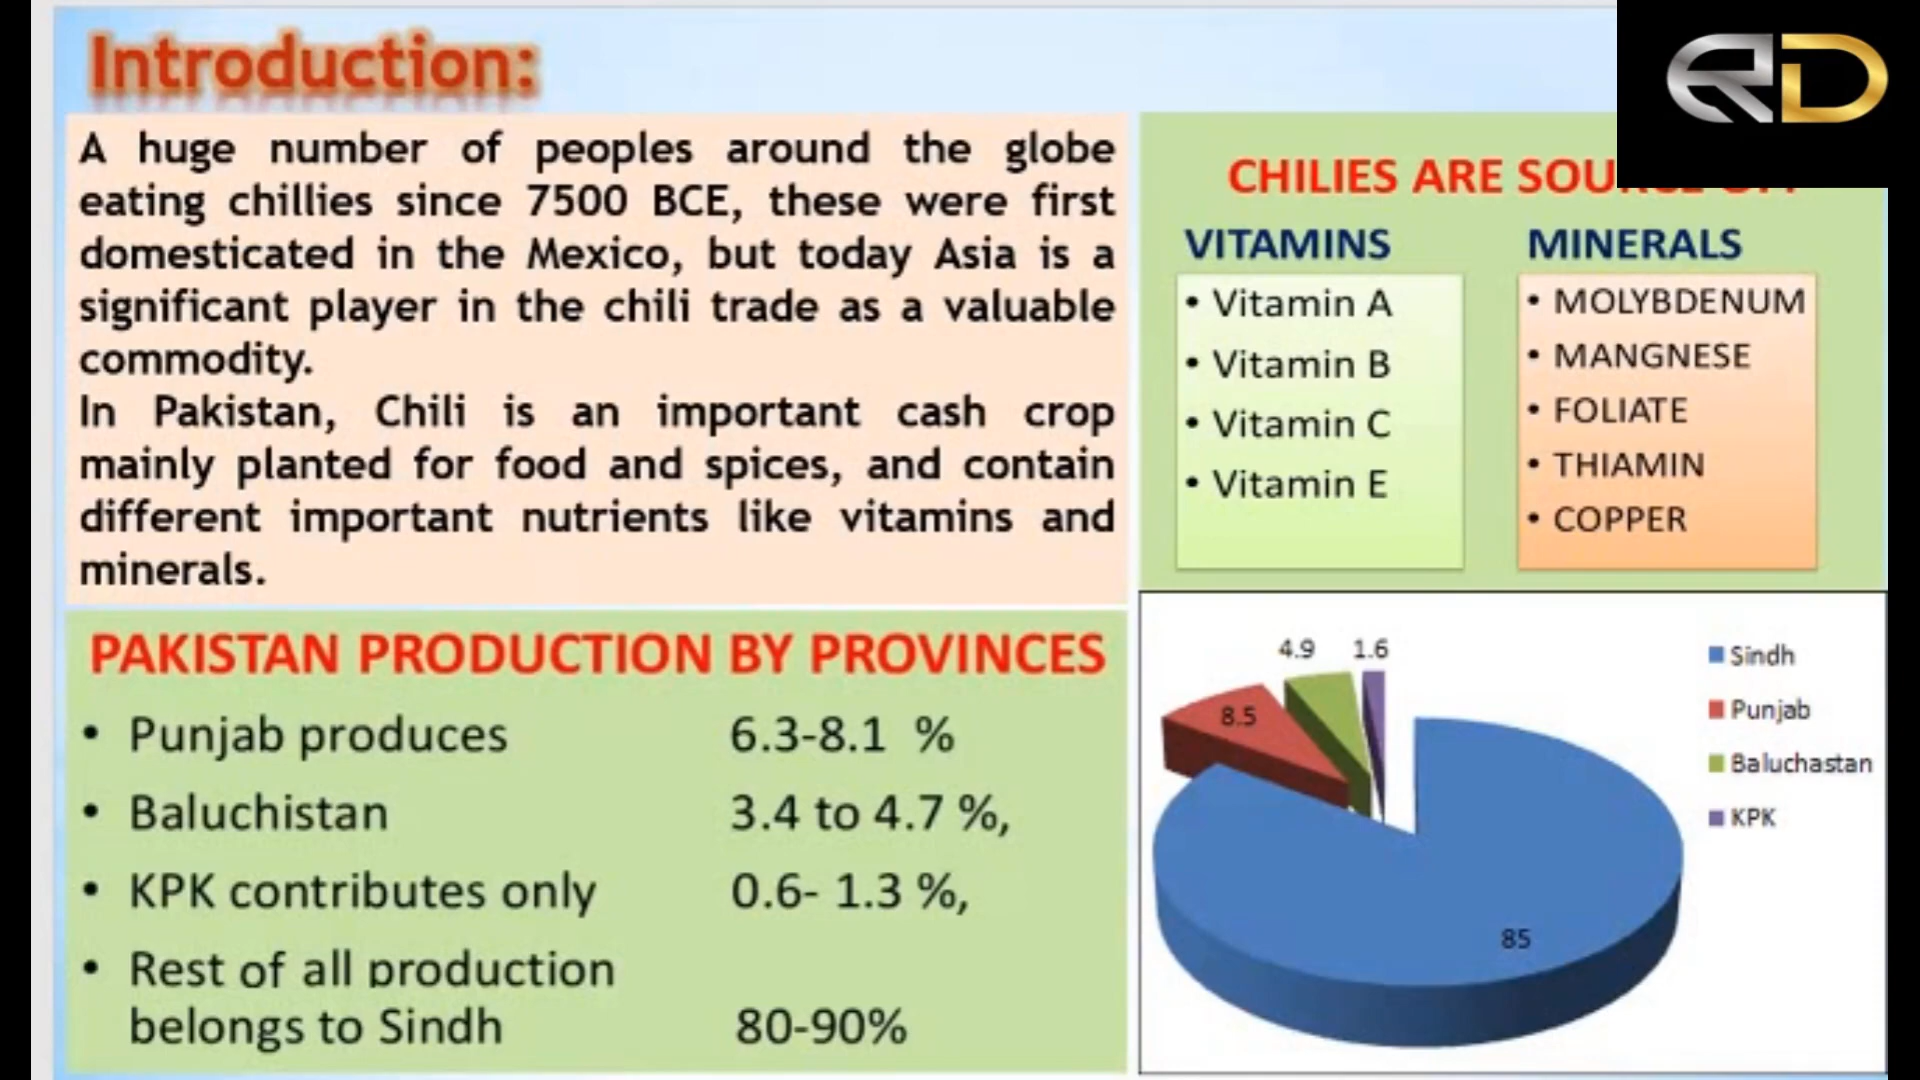 Introduction:
A huge number of peoples around the globe
eating chillies since 7500 BCE, these were first
domesticated in the Mexico, but today Asia is a
significant player in the chili trade as a valuable
commodity.
In Pakistan, Chili is an important cash crop
mainly planted for food and spices, and contain
different important nutrients like vitamins and
minerals.
RD
CHILIES ARE
VITAMINS
• Vitamin A
• Vitamin B
• Vitamin C
• Vitamin E
MINERALS
• MOLYBDENUM
• MANGNESE
• FOLIATE
• THIAMIN
• COPPER
PAKISTAN PRODUCTION BY PROVINCES
• Punjab produces 6.3-8.1 %
• Baluchistan 3.4 to 4.7 %,
• KPK contributes only 0.6- 1.3 %,
• Rest of all production
belongs to Sindh 80-90%
4.9 1.6
8.5
85
Sindh
Punjab
Baluchastan
KPK